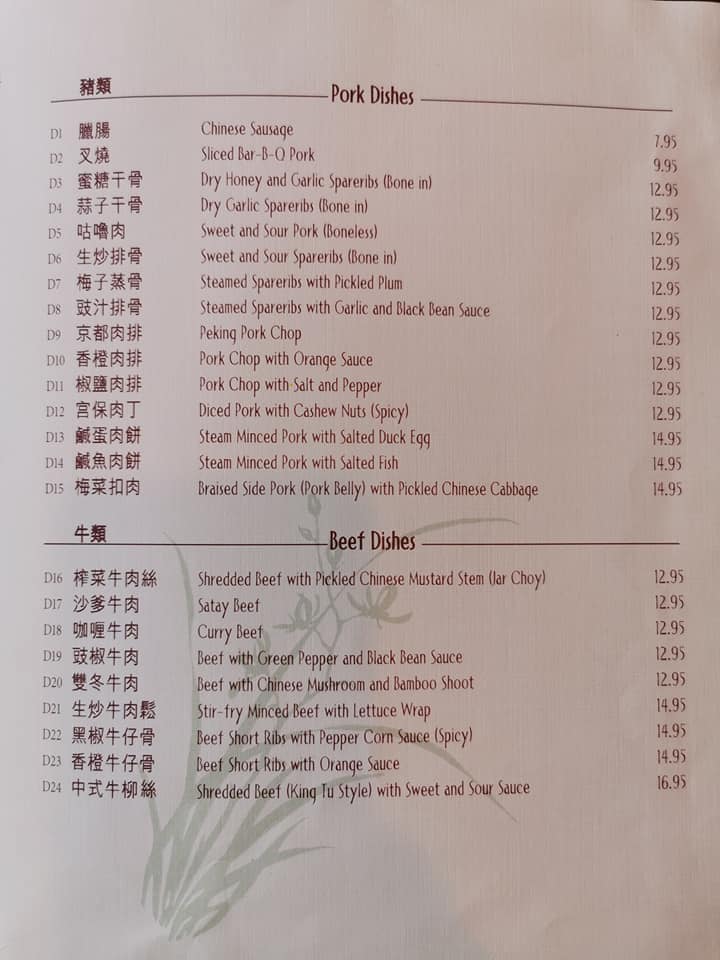 豬類 Pork Dishes
D1 臘腸 Chinese Sausage 7.95
D2 叉燒 Sliced Bar-B-Q Pork 9.95
D3 蜜糖干骨 Dry Honey and Garlic Spareribs (Bone in) 12.95
D4 蒜子干骨 Dry Garlic Spareribs (Bone in) 12.95
D5 咕嚕肉 Sweet and Sour Pork (Boneless) 12.95
D6 生炒排骨 Sweet and Sour Spareribs (Bone in) 12.95
D7 梅子蒸骨 Steamed Spareribs with Pickled Plum 12.95
D8 豉汁排骨 Steamed Spareribs with Garlic and Black Bean Sauce 12.95
D9 京都肉排 Peking Pork Chop 12.95
D10 香橙肉排 Pork Chop with Orange Sauce 12.95
D11 椒鹽肉排 Pork Chop with Salt and Pepper 12.95
D12 宮保肉丁 Diced Pork with Cashew Nuts (Spicy) 12.95
D13 鹹蛋肉餅 Steam Minced Pork with Salted Duck Egg 14.95
D14 鹹魚肉餅 Steam Minced Pork with Salted Fish 14.95
D15 梅菜扣肉 Braised Side Pork (Pork Belly) with Pickled Chinese Cabbage 14.95
牛類 Beef Dishes
D16 榨菜牛肉絲 Shredded Beef with Pickled Chinese Mustard Stem (Jar Choy) 12.95
D17 沙爹牛肉 Satay Beef 12.95
D18 咖喱牛肉 Curry Beef 12.95
D19 豉椒牛肉 Beef with Green Pepper and Black Bean Sauce 12.95
D20 雙冬牛肉 Beef with Chinese Mushroom and Bamboo Shoot 12.95
D21 生炒牛肉鬆 Stir-fry Minced Beef with Lettuce Wrap 14.95
D22 黑椒牛仔骨 Beef Short Ribs with Pepper Corn Sauce (Spicy) 14.95
D23 香橙牛仔骨 Beef Short Ribs with Orange Sauce 14.95
D24 中式牛柳絲 Shredded Beef (King Tu Style) with Sweet and Sour Sauce 16.95